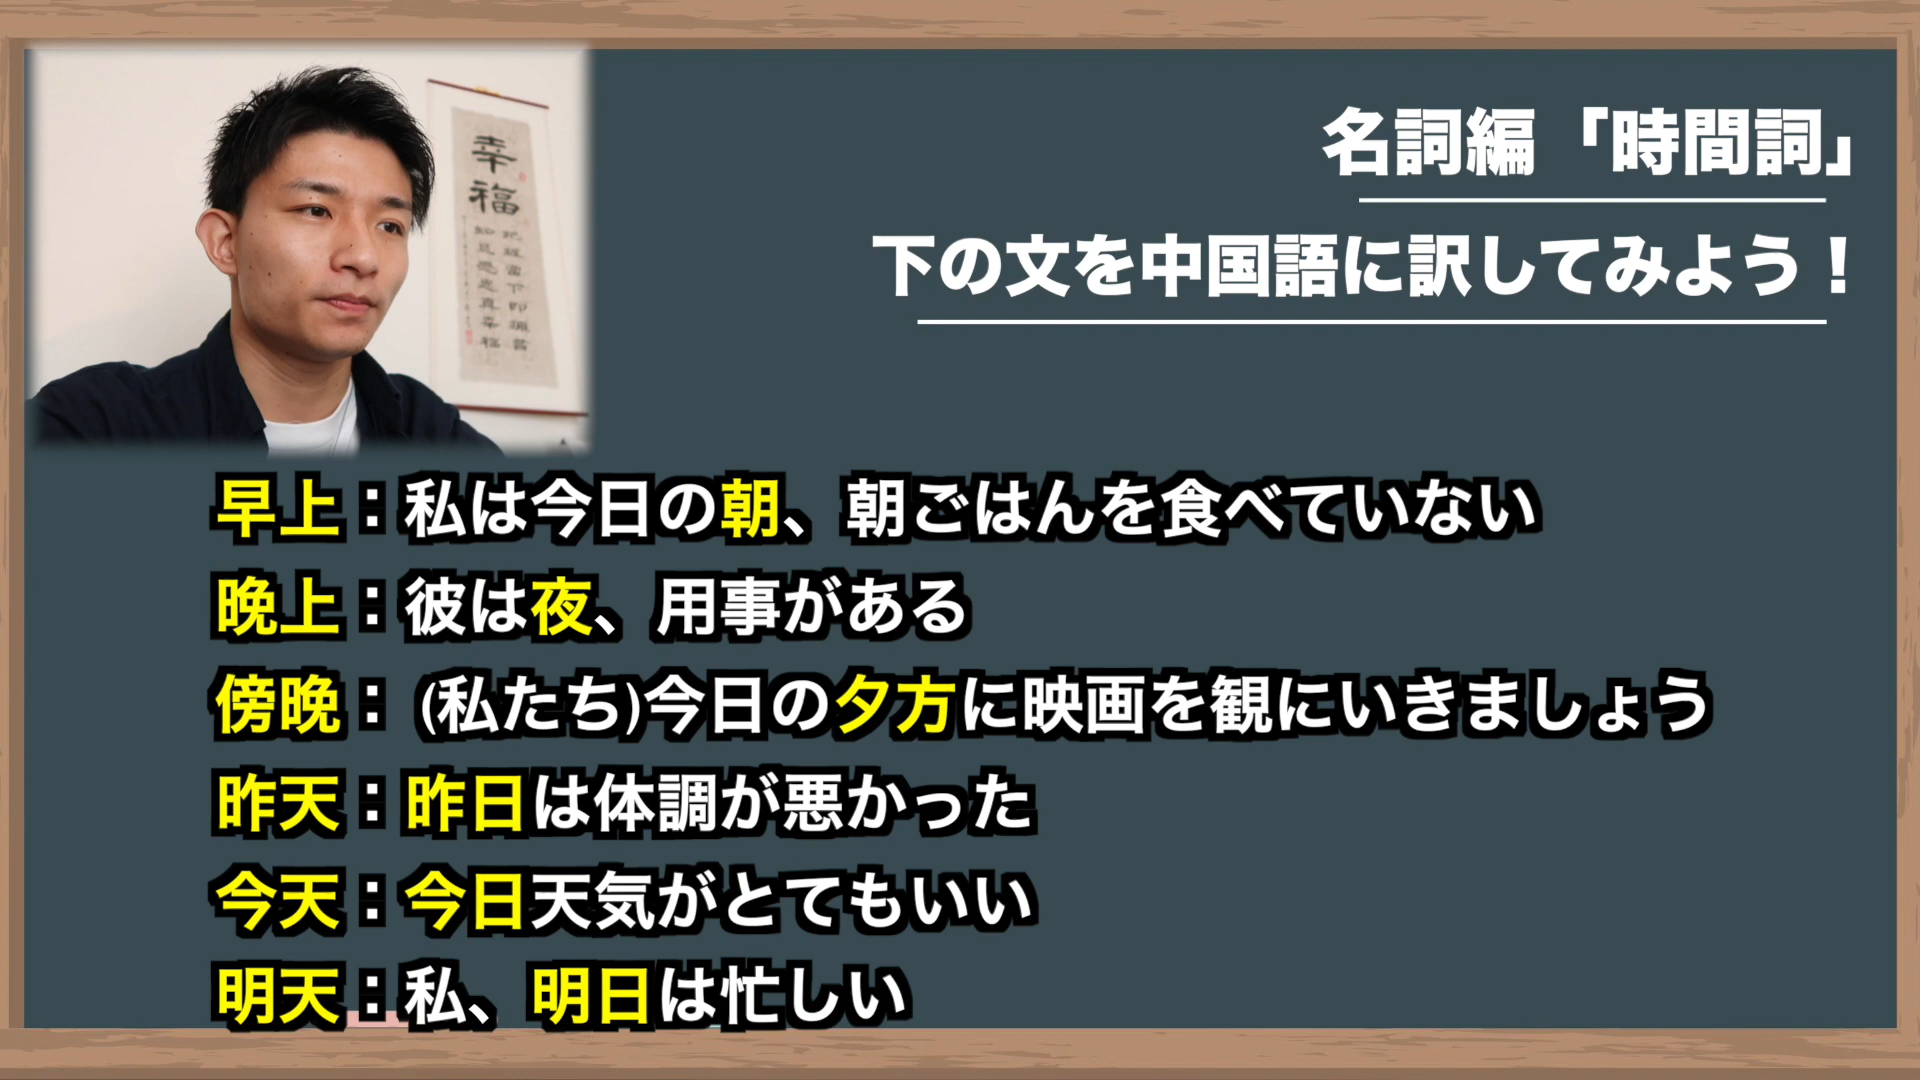 名詞編「時間詞」
下の文を中国語に訳してみよう！
幸福
早上：私は今日の朝、朝ごはんを食べていない
晩上：彼は夜、用事がある
傍晩：(私たち)今日の夕方に映画を観にいきましょう
昨天：昨日は体調が悪かった
今天：今日天気がとてもいい
明天：私、明日は忙しい